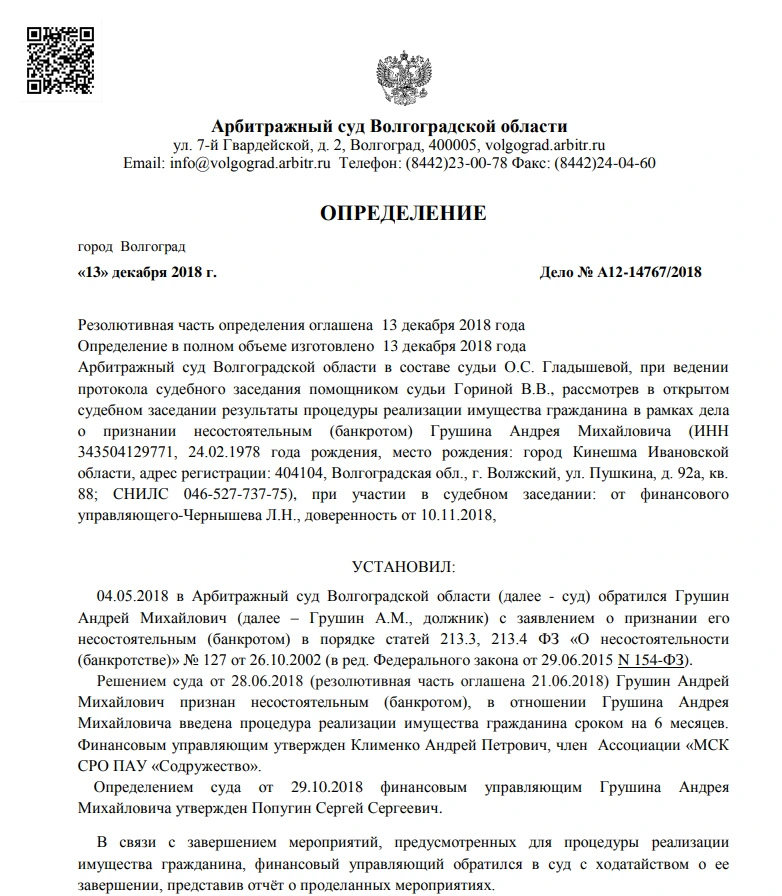 Арбитражный суд Волгоградской области
ул. 7-й Гвардейской, д. 2, Волгоград, 400005, volgograd.arbitr.ru
Email: info@volgograd.arbitr.ru Телефон: (8442)23-00-78 Факс: (8442)24-04-60
ОПРЕДЕЛЕНИЕ
город Волгоград
«13» декабря 2018 г. Дело № А12-14767/2018
Резолютивная часть определения оглашена 13 декабря 2018 года
Определение в полном объеме изготовлено 13 декабря 2018 года
Арбитражный суд Волгоградской области в составе судьи О.С. Гладышевой, при ведении
протокола судебного заседания помощником судьи Гориной В.В., рассмотрев в открытом
судебном заседании результаты процедуры реализации имущества гражданина в рамках дела
о признании несостоятельным (банкротом) Грушина Андрея Михайловича (ИНН
343504129771, 24.02.1978 года рождения, место рождения: город Кинешма Ивановской
области, адрес регистрации: 404104, Волгоградская обл., г. Волжский, ул. Пушкина, д. 92а, кв.
88; СНИЛС 046-527-737-75), при участии в судебном заседании: от финансового
управляющего-Чернышева Л.Н., доверенность от 10.11.2018,
УСТАНОВИЛ:
04.05.2018 в Арбитражный суд Волгоградской области (далее - суд) обратился Грушин
Андрей Михайлович (далее – Грушин А.М., должник) с заявлением о признании его
несостоятельным (банкротом) в порядке статей 213.3, 213.4 ФЗ «О несостоятельности
(банкротстве)» № 127 от 26.10.2002 (в ред. Федерального закона от 29.06.2015 N 154-ФЗ).
Решением суда от 28.06.2018 (резолютивная часть оглашена 21.06.2018) Грушин Андрей
Михайлович признан несостоятельным (банкротом), в отношении Грушина Андрея
Михайловича введена процедура реализации имущества гражданина сроком на 6 месяцев.
Финансовым управляющим утвержден Клименко Андрей Петрович, член Ассоциации «МСК
СРО ПАУ «Содружество».
Определением суда от 29.10.2018 финансовым управляющим Грушина Андрея
Михайловича утвержден Попугин Сергей Сергеевич.
В связи с завершением мероприятий, предусмотренных для процедуры реализации
имущества гражданина, финансовый управляющий обратился в суд с ходатайством о ее
завершении, представив отчёт о проделанных мероприятиях.